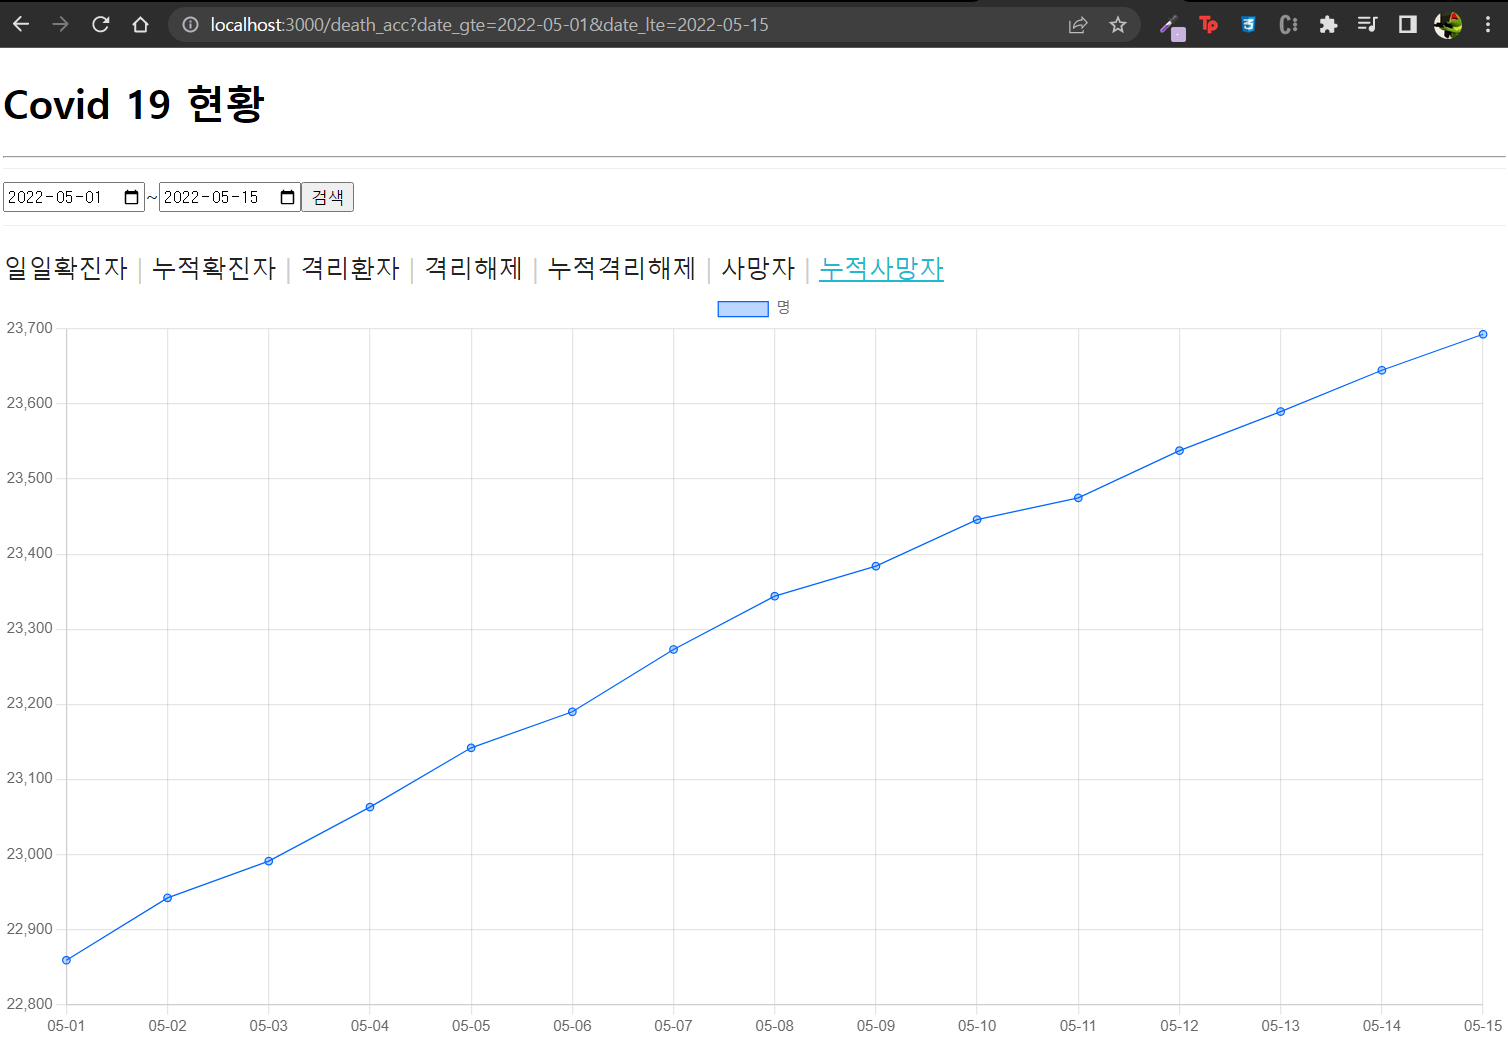 localhost:3000/death_acc?date_gte=2022-05-01&date_lte=2022-05-15
Covid 19 현황
2022-05-01 ~ 2022-05-15 검색
일일확진자 | 누적확진자 | 격리환자 | 격리해제 | 누적격리해제 | 사망자 | 누적사망자
명
23,700
23,600
23,500
23,400
23,300
23,200
23,100
23,000
22,900
22,800
05-01 05-02 05-03 05-04 05-05 05-06 05-07 05-08 05-09 05-10 05-11 05-12 05-13 05-14 05-15